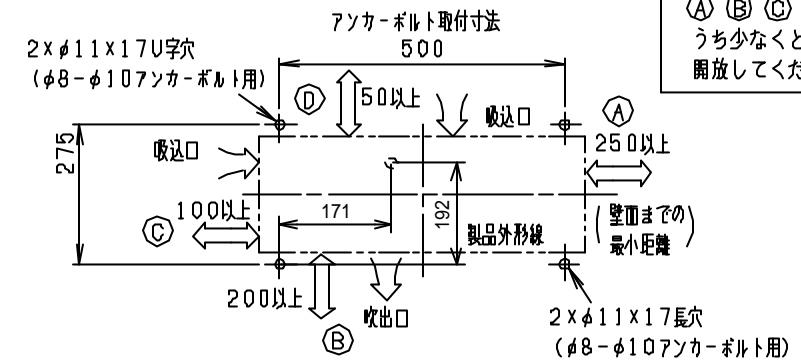 アンカーボルト取付寸法
500
2×φ11×17U字穴
(φ8-φ10アンカーボルト用)
Ⓐ Ⓑ Ⓒ
うち少なくと
開放してくだ
Ⓓ
50以上
吸込口
Ⓐ
250以上
275
吸込口
100以上
Ⓒ
171
192
製品外形線
(壁面までの
最小距離)
200以上
Ⓑ
吹出口
2×φ11×17長穴
(φ8-φ10アンカーボルト用)